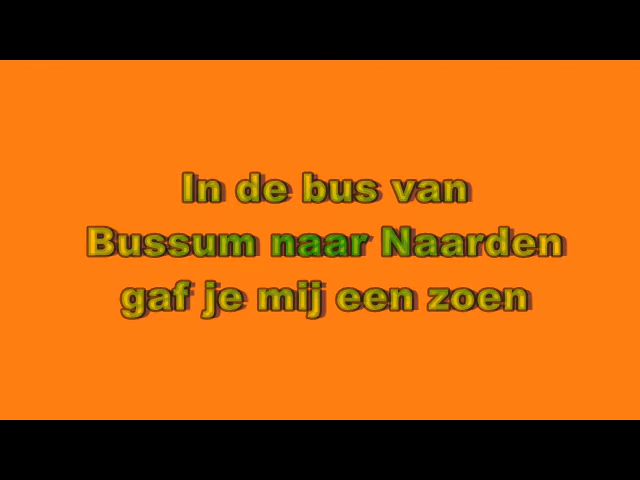 In de bus van
Bussum naar Naarden
gaf je mij een zoen